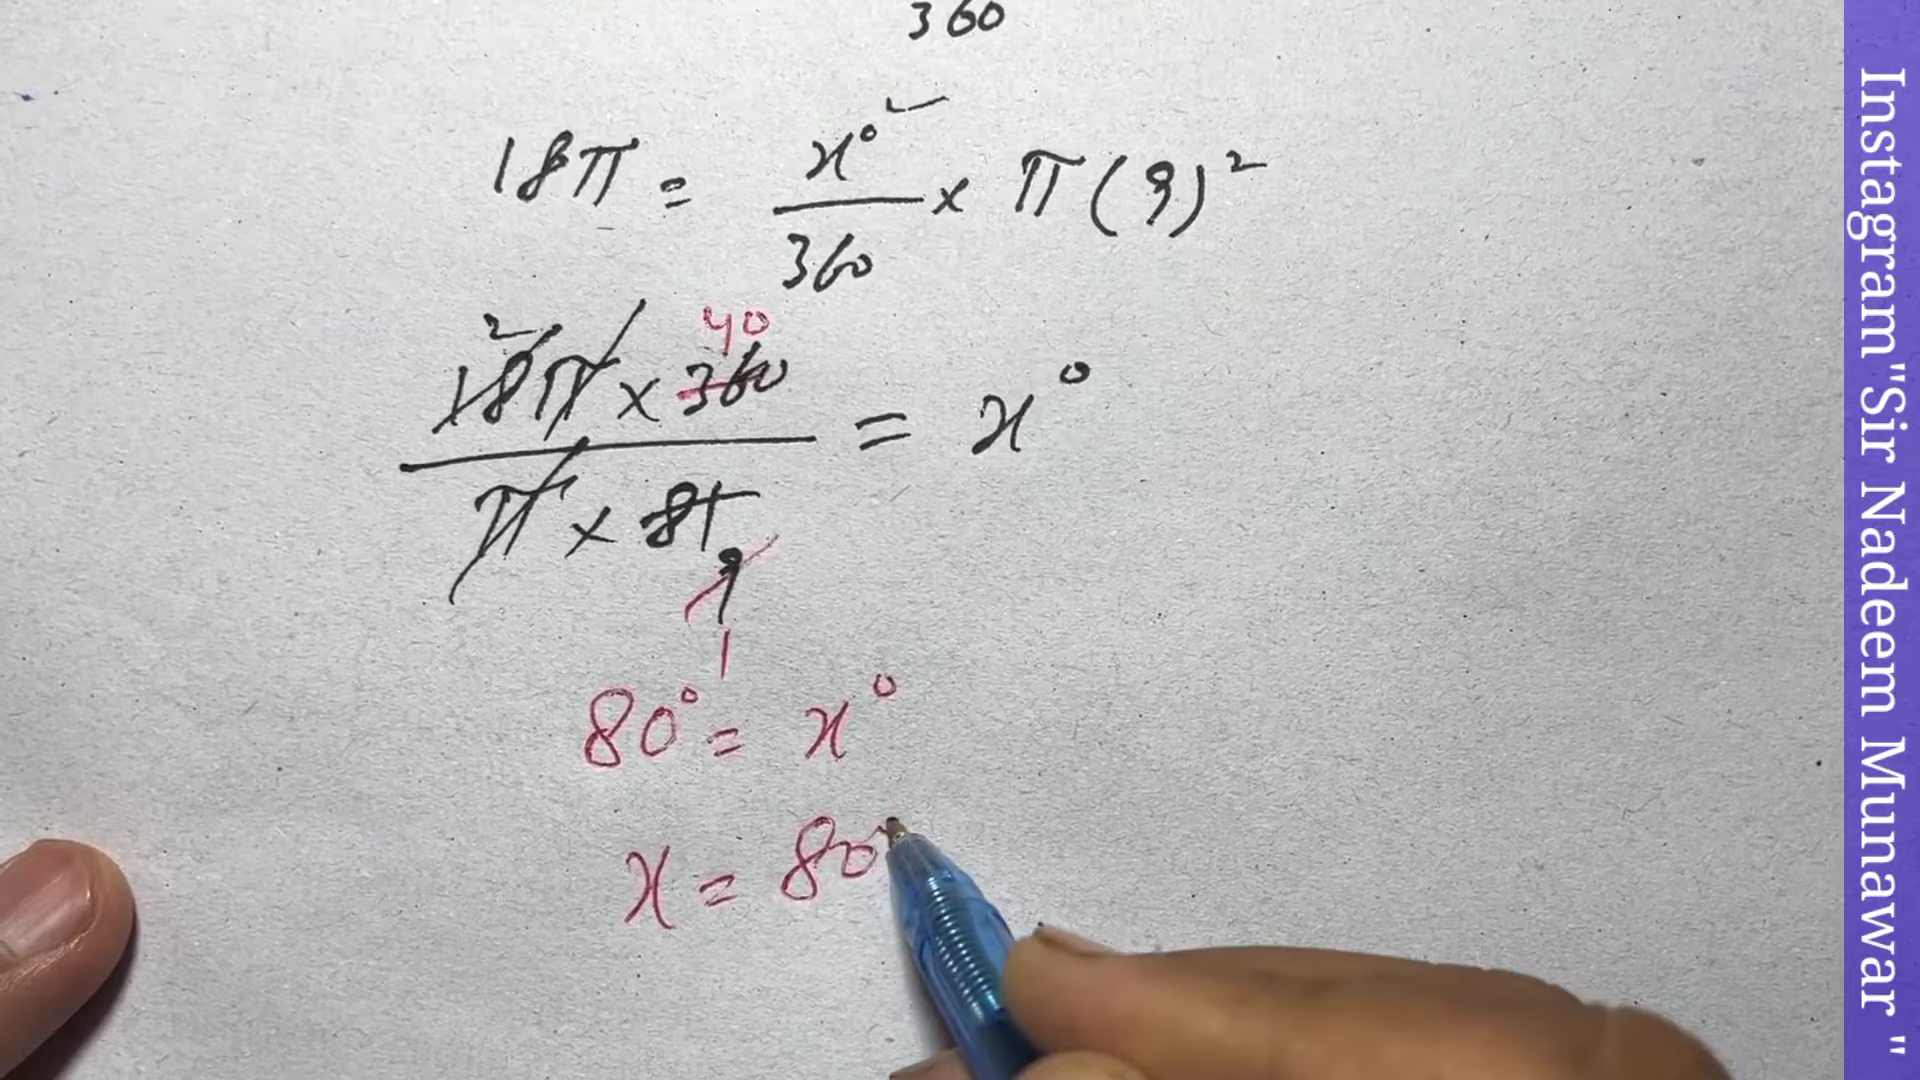 360
18π = x°/360 × π(9)²
2 40
18π × 360 / π × 81 = x°
9
1
80° = x°
x = 80°
Instagram"Sir Nadeem Munawar "